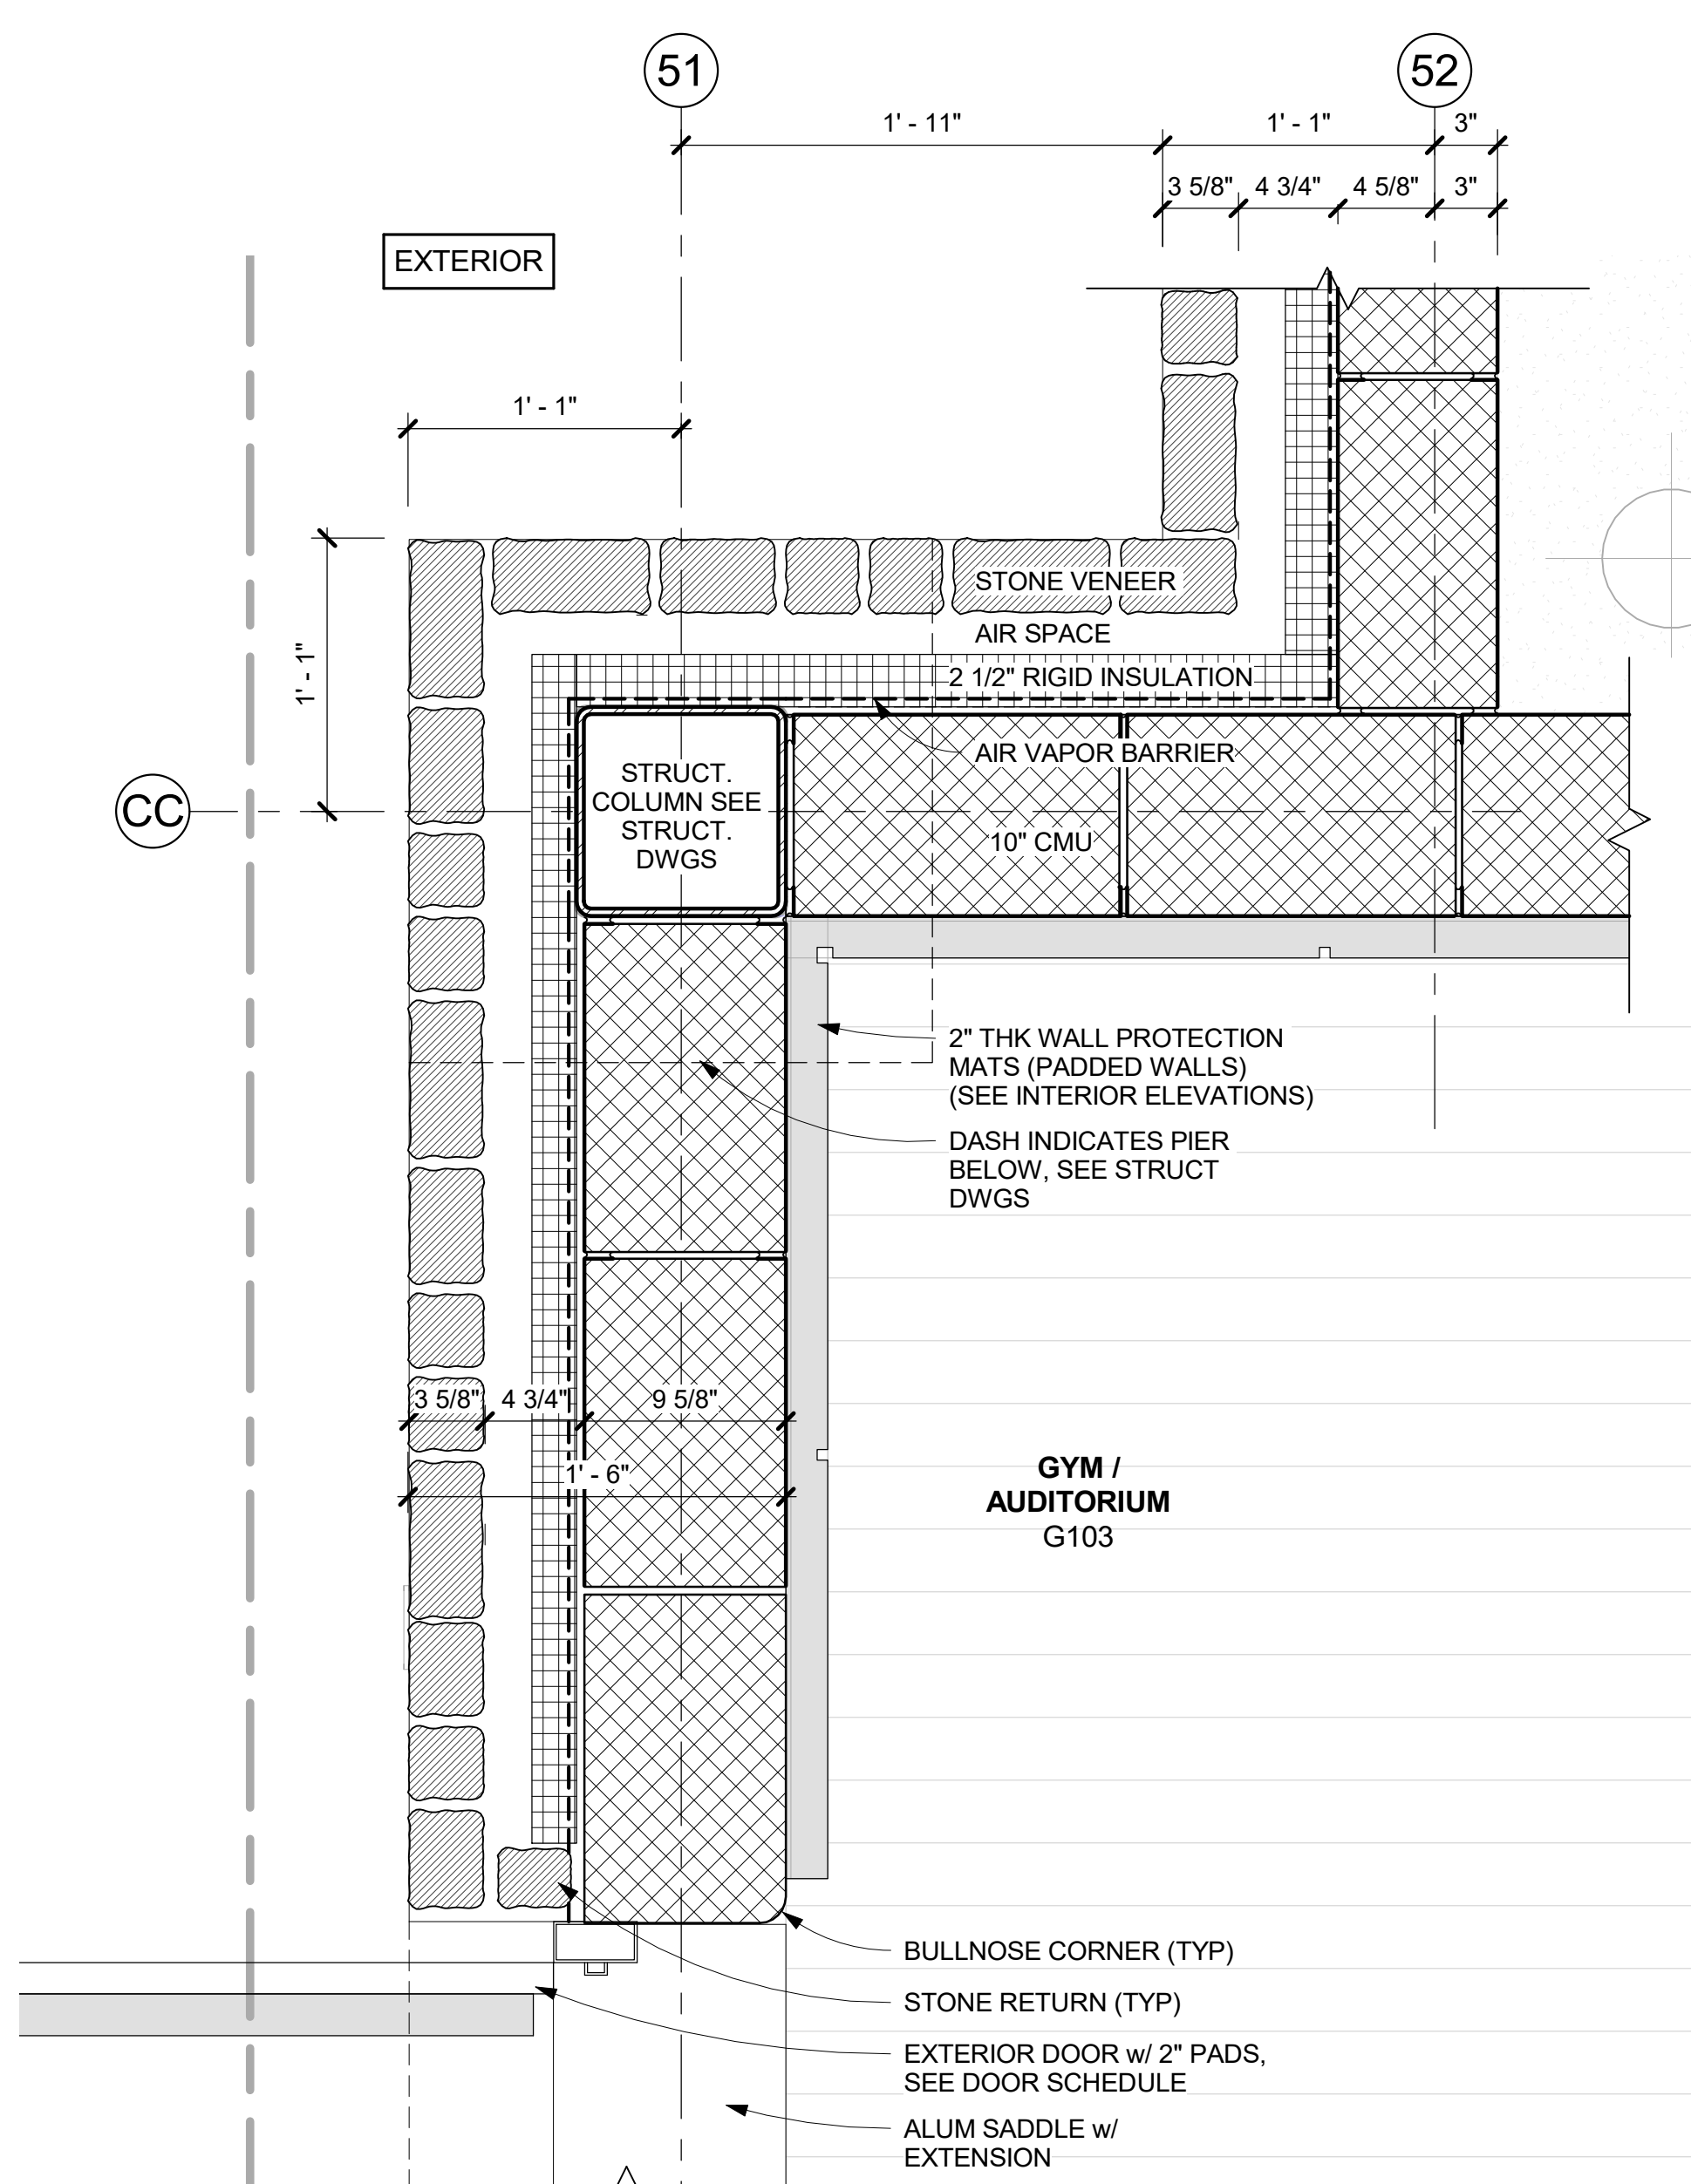 51
52
1' - 11"
1' - 1"
3"
3 5/8"
4 3/4"
4 5/8"
3"
EXTERIOR
1' - 1"
1' - 1"
STONE VENEER
AIR SPACE
2 1/2" RIGID INSULATION
AIR VAPOR BARRIER
STRUCT.
COLUMN SEE
STRUCT.
DWGS
CC
10" CMU
2" THK WALL PROTECTION
MATS (PADDED WALLS)
(SEE INTERIOR ELEVATIONS)
DASH INDICATES PIER
BELOW, SEE STRUCT
DWGS
3 5/8"
4 3/4"
9 5/8"
1' - 6"
GYM /
AUDITORIUM
G103
BULLNOSE CORNER (TYP)
STONE RETURN (TYP)
EXTERIOR DOOR w/ 2" PADS,
SEE DOOR SCHEDULE
ALUM SADDLE w/
EXTENSION